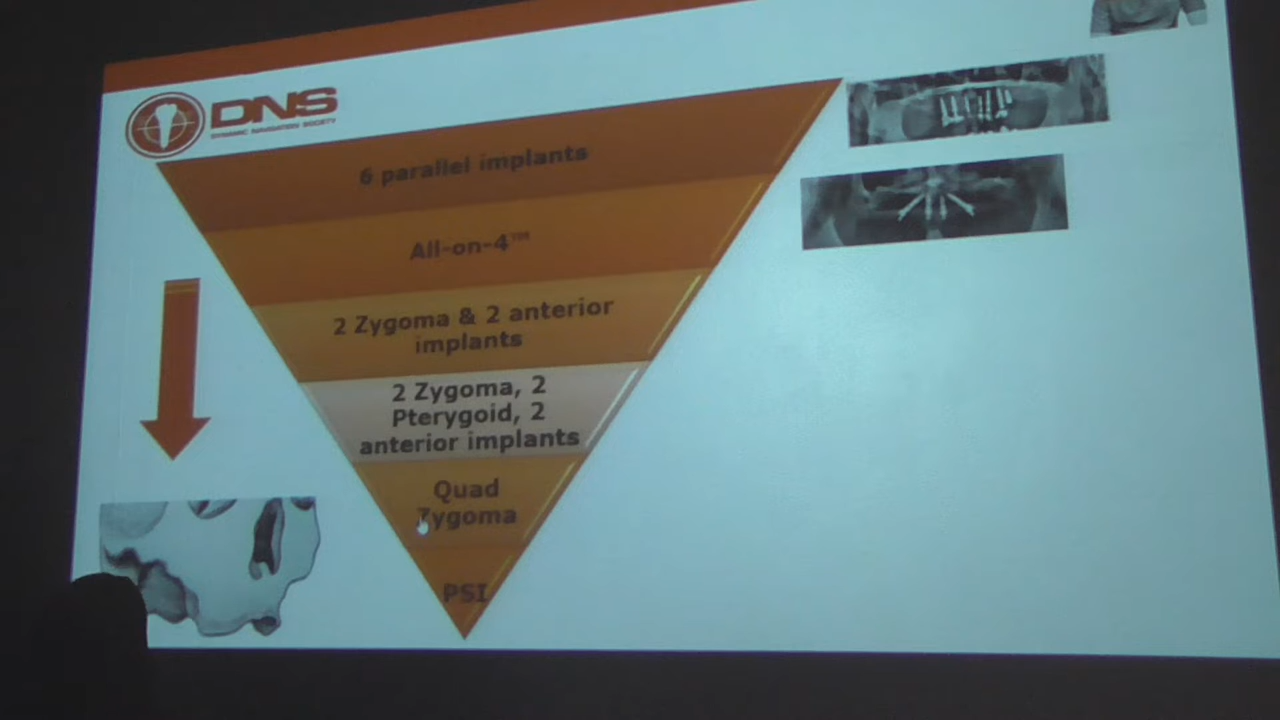 DNS
DYNAMIC NAVIGATION SOCIETY
6 parallel implants
All-on-4™
2 Zygoma & 2 anterior
implants
2 Zygoma, 2
Pterygoid, 2
anterior implants
Quad
Zygoma
PSI